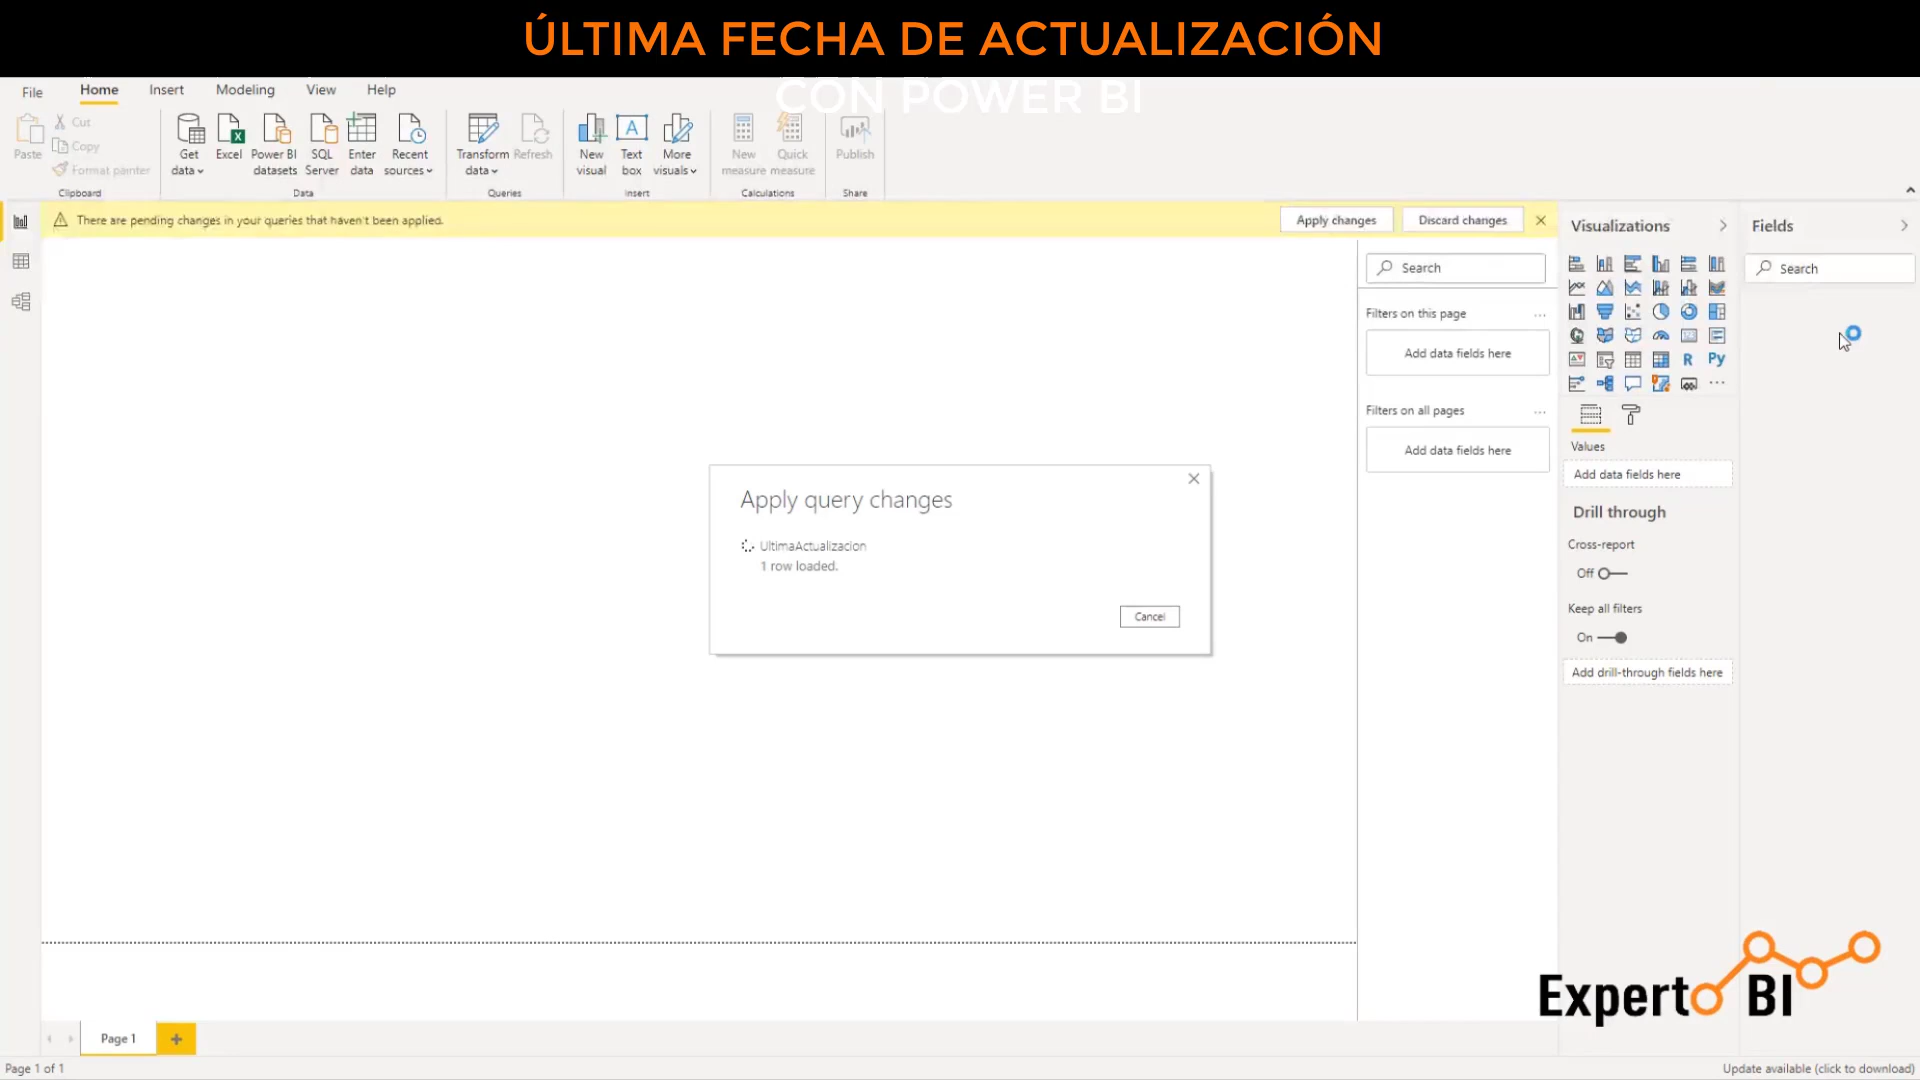 ÚLTIMA FECHA DE ACTUALIZACIÓN
CON POWER BI
File Home Insert Modeling View Help
Paste
Cut
Copy
Format painter
Clipboard
Get data
Excel
Power BI datasets
SQL Server
Enter data
Recent sources
Data
Transform data
Refresh
Queries
New visual
Text box
More visuals
Insert
New measure
Quick measure
Calculations
Publish
Share
There are pending changes in your queries that haven't been applied.
Apply changes
Discard changes
Search
Filters on this page
...
Add data fields here
Filters on all pages
...
Add data fields here
Visualizations
R
Py
...
Values
Add data fields here
Drill through
Cross-report
Off
Keep all filters
On
Add drill-through fields here
Fields
Search
Apply query changes
UltimaActualizacion
1 row loaded.
Cancel
Experto BI
Page 1
+
Page 1 of 1
Update available (click to download)